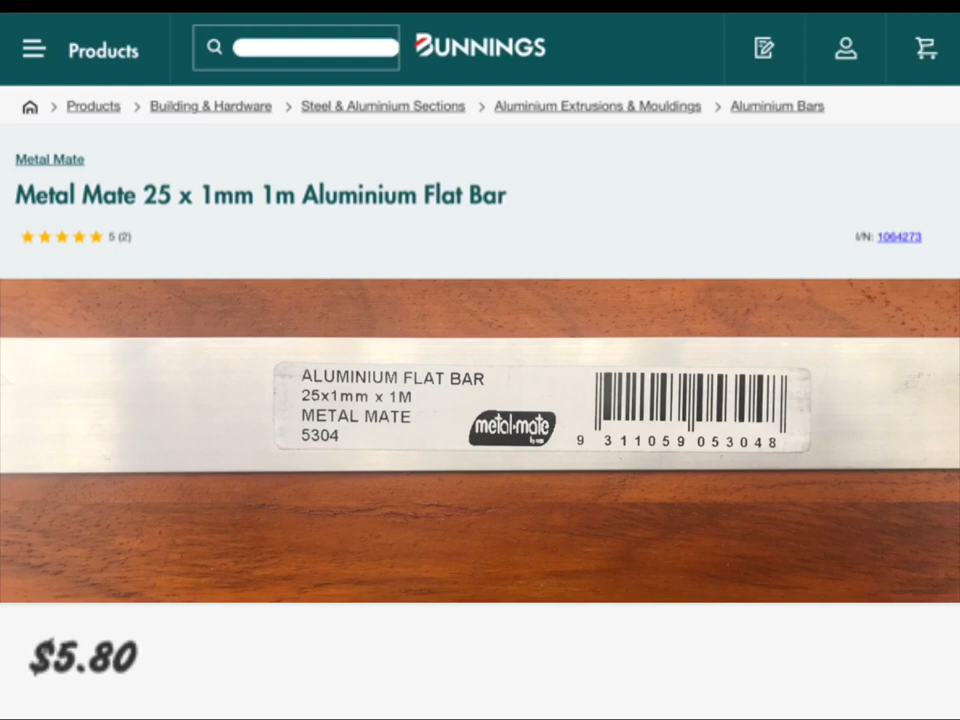 Products
BUNNINGS
Products > Building & Hardware > Steel & Aluminium Sections > Aluminium Extrusions & Mouldings > Aluminium Bars
Metal Mate
Metal Mate 25 x 1mm 1m Aluminium Flat Bar
5 (2)
I/N: 1064273
ALUMINIUM FLAT BAR
25x1mm x 1M
METAL MATE
5304
metal·mate
9 311059 053048
$5.80